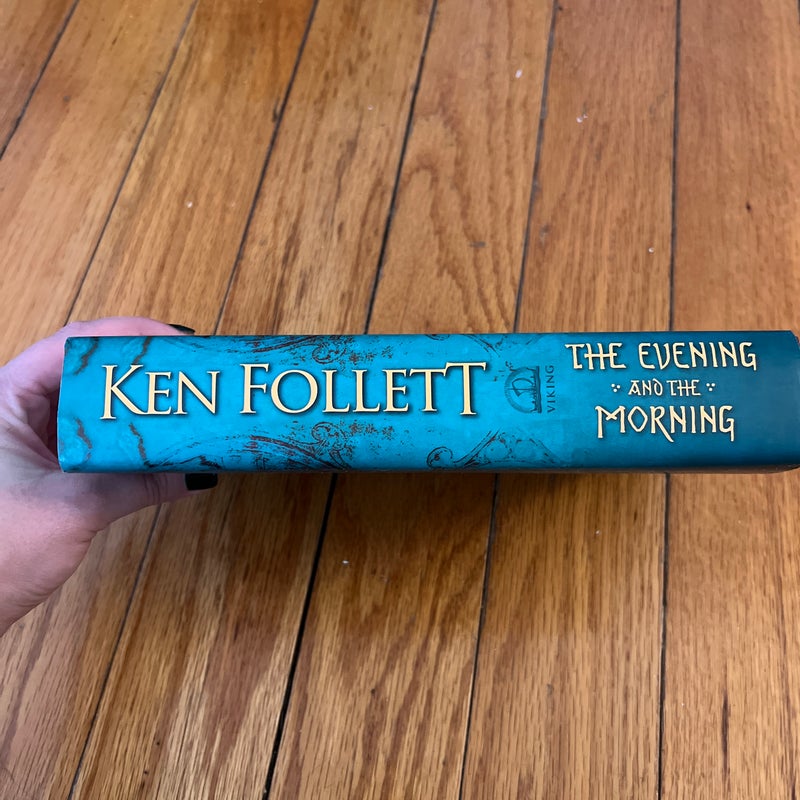 KEN FOLLETT
VIKING
THE EVENING
AND THE
MORNING